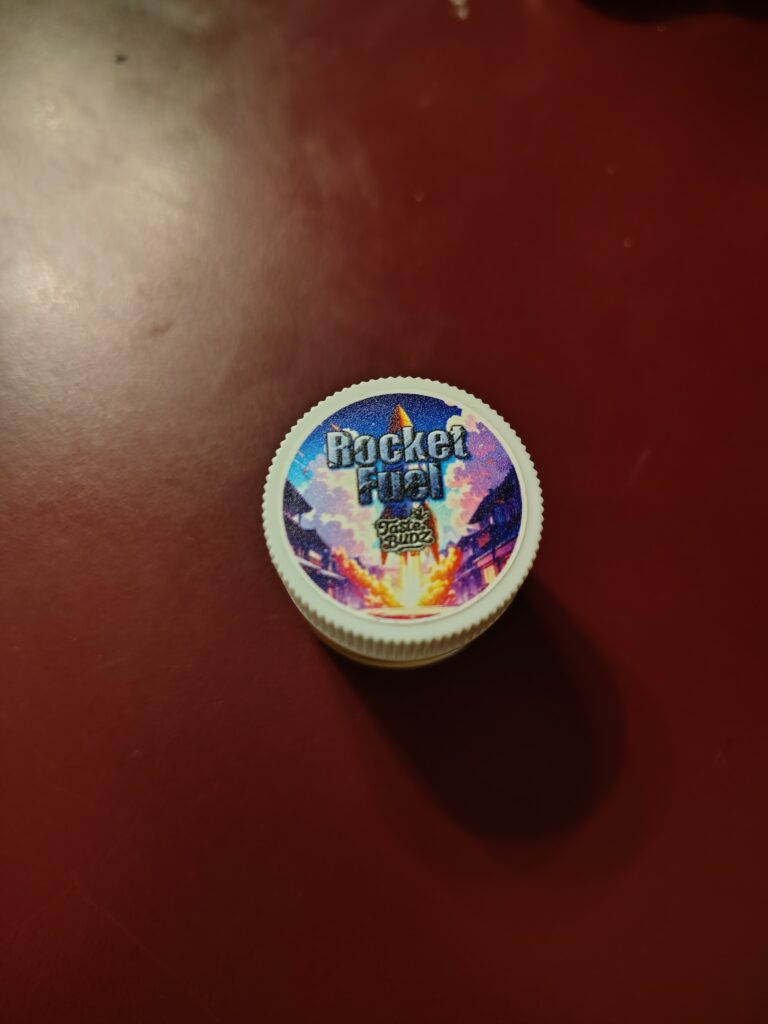 Rocket
Fuel
Taste
BUDZ